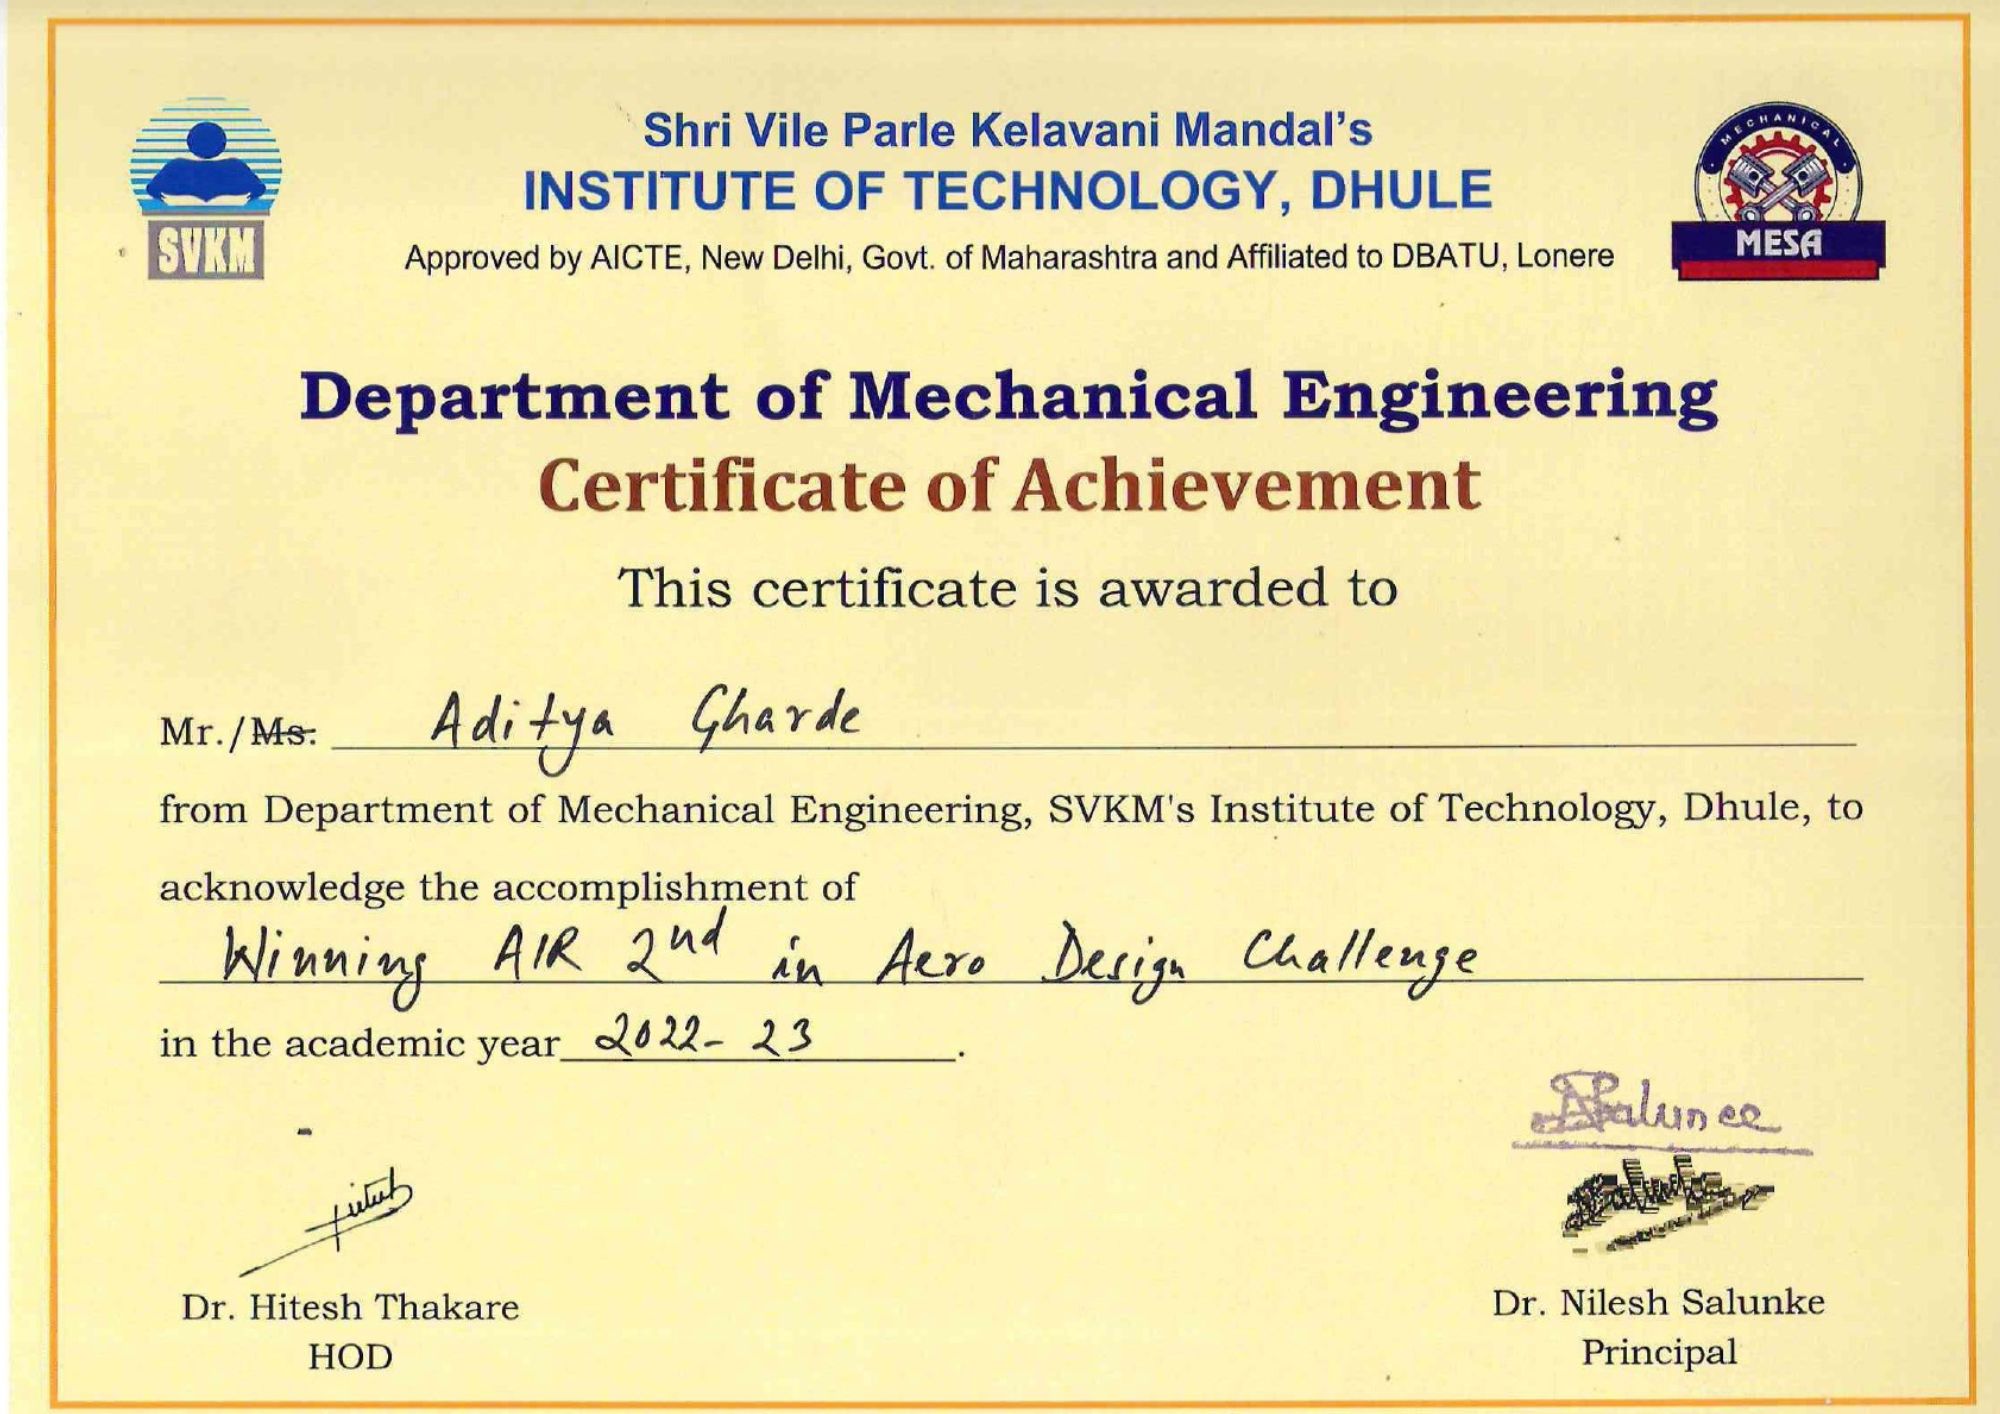 Shri Vile Parle Kelavani Mandal's
INSTITUTE OF TECHNOLOGY, DHULE
Approved by AICTE, New Delhi, Govt. of Maharashtra and Affiliated to DBATU, Lonere
SVKM
MECHANICAL
MESA
Department of Mechanical Engineering
Certificate of Achievement
This certificate is awarded to
Mr./Ms. Aditya Gharde
from Department of Mechanical Engineering, SVKM's Institute of Technology, Dhule, to
acknowledge the accomplishment of
Winning AIR 2nd in Aero Design Challenge
in the academic year 2022-23.
Dr. Hitesh Thakare
HOD
Dr. Nilesh Salunke
Principal